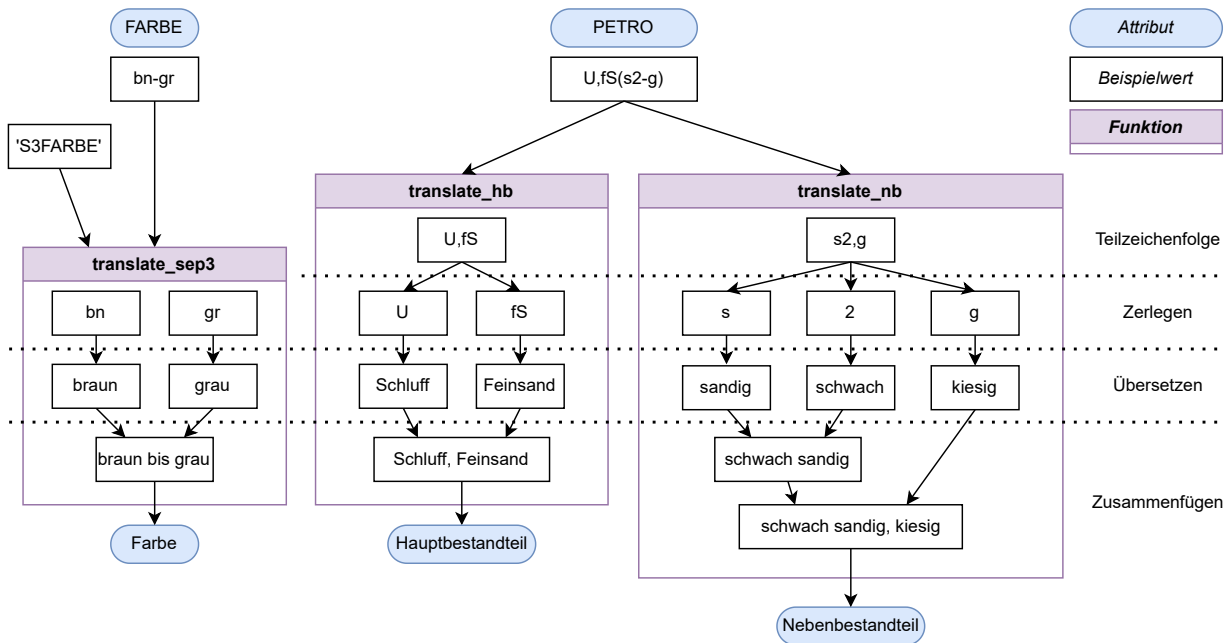 FARBE
PETRO
Attribut
bn-gr
U,fS(s2-g)
Beispielwert
'S3FARBE'
Funktion
translate_hb
translate_nb
U,fS
s2,g
Teilzeichenfolge
translate_sep3
bn
gr
U
fS
s
2
g
Zerlegen
braun
grau
Schluff
Feinsand
sandig
schwach
kiesig
Übersetzen
braun bis grau
Schluff, Feinsand
schwach sandig
Zusammenfügen
schwach sandig, kiesig
Farbe
Hauptbestandteil
Nebenbestandteil